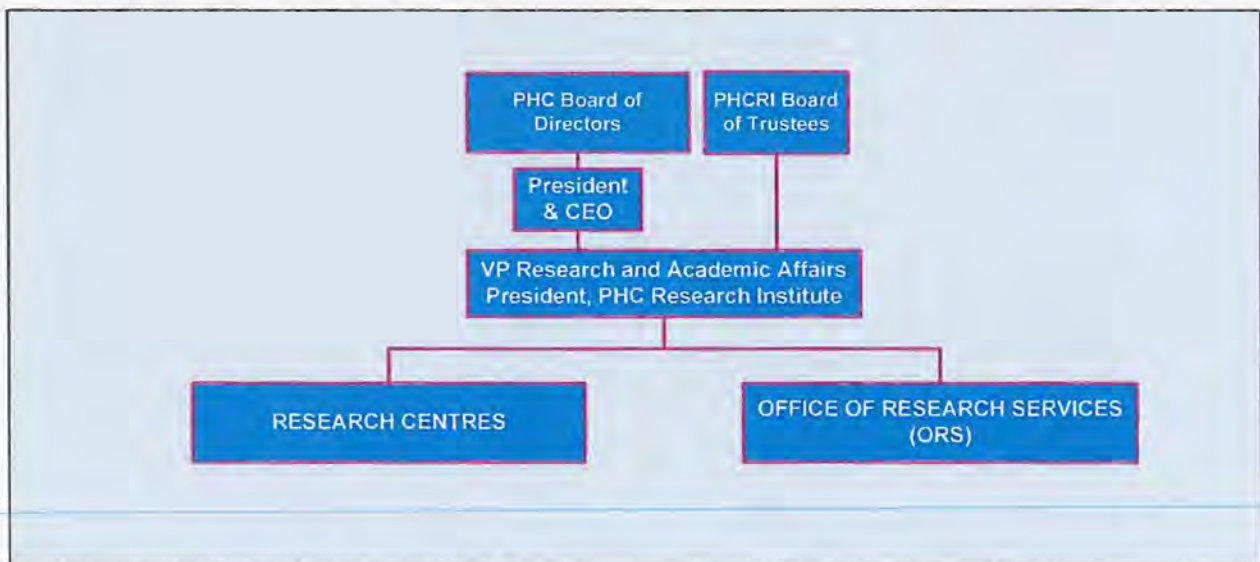 PHC Board of
Directors
PHCRI Board
of Trustees
President
& CEO
VP Research and Academic Affairs
President, PHC Research Institute
RESEARCH CENTRES
OFFICE OF RESEARCH SERVICES
(ORS)